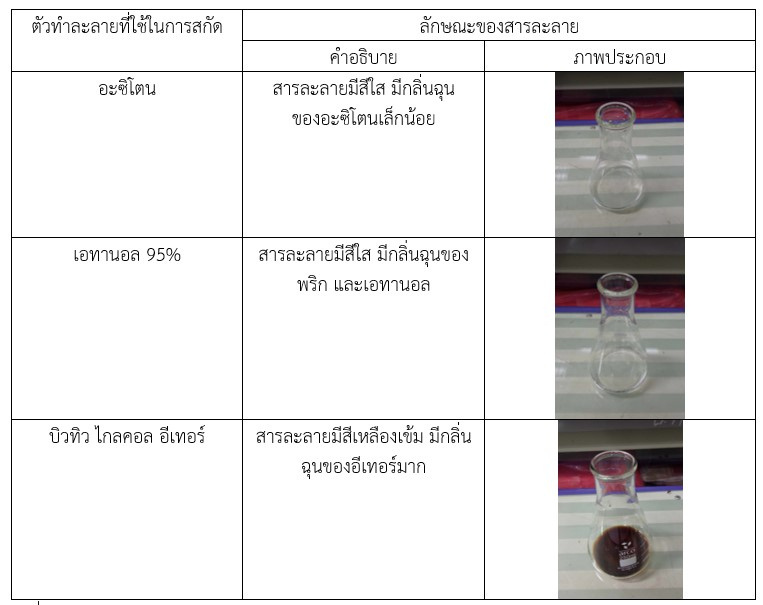 ตัวทำละลายที่ใช้ในการสกัด
ลักษณะของสารละลาย
คำอธิบาย
ภาพประกอบ
อะซิโตน
สารละลายมีสีใส มีกลิ่นฉุน
ของอะซิโตนเล็กน้อย
เอทานอล 95%
สารละลายมีสีใส มีกลิ่นฉุนของ
พริก และเอทานอล
บิวทิว ไกลคอล อีเทอร์
สารละลายมีสีเหลืองเข้ม มีกลิ่น
ฉุนของอีเทอร์มาก